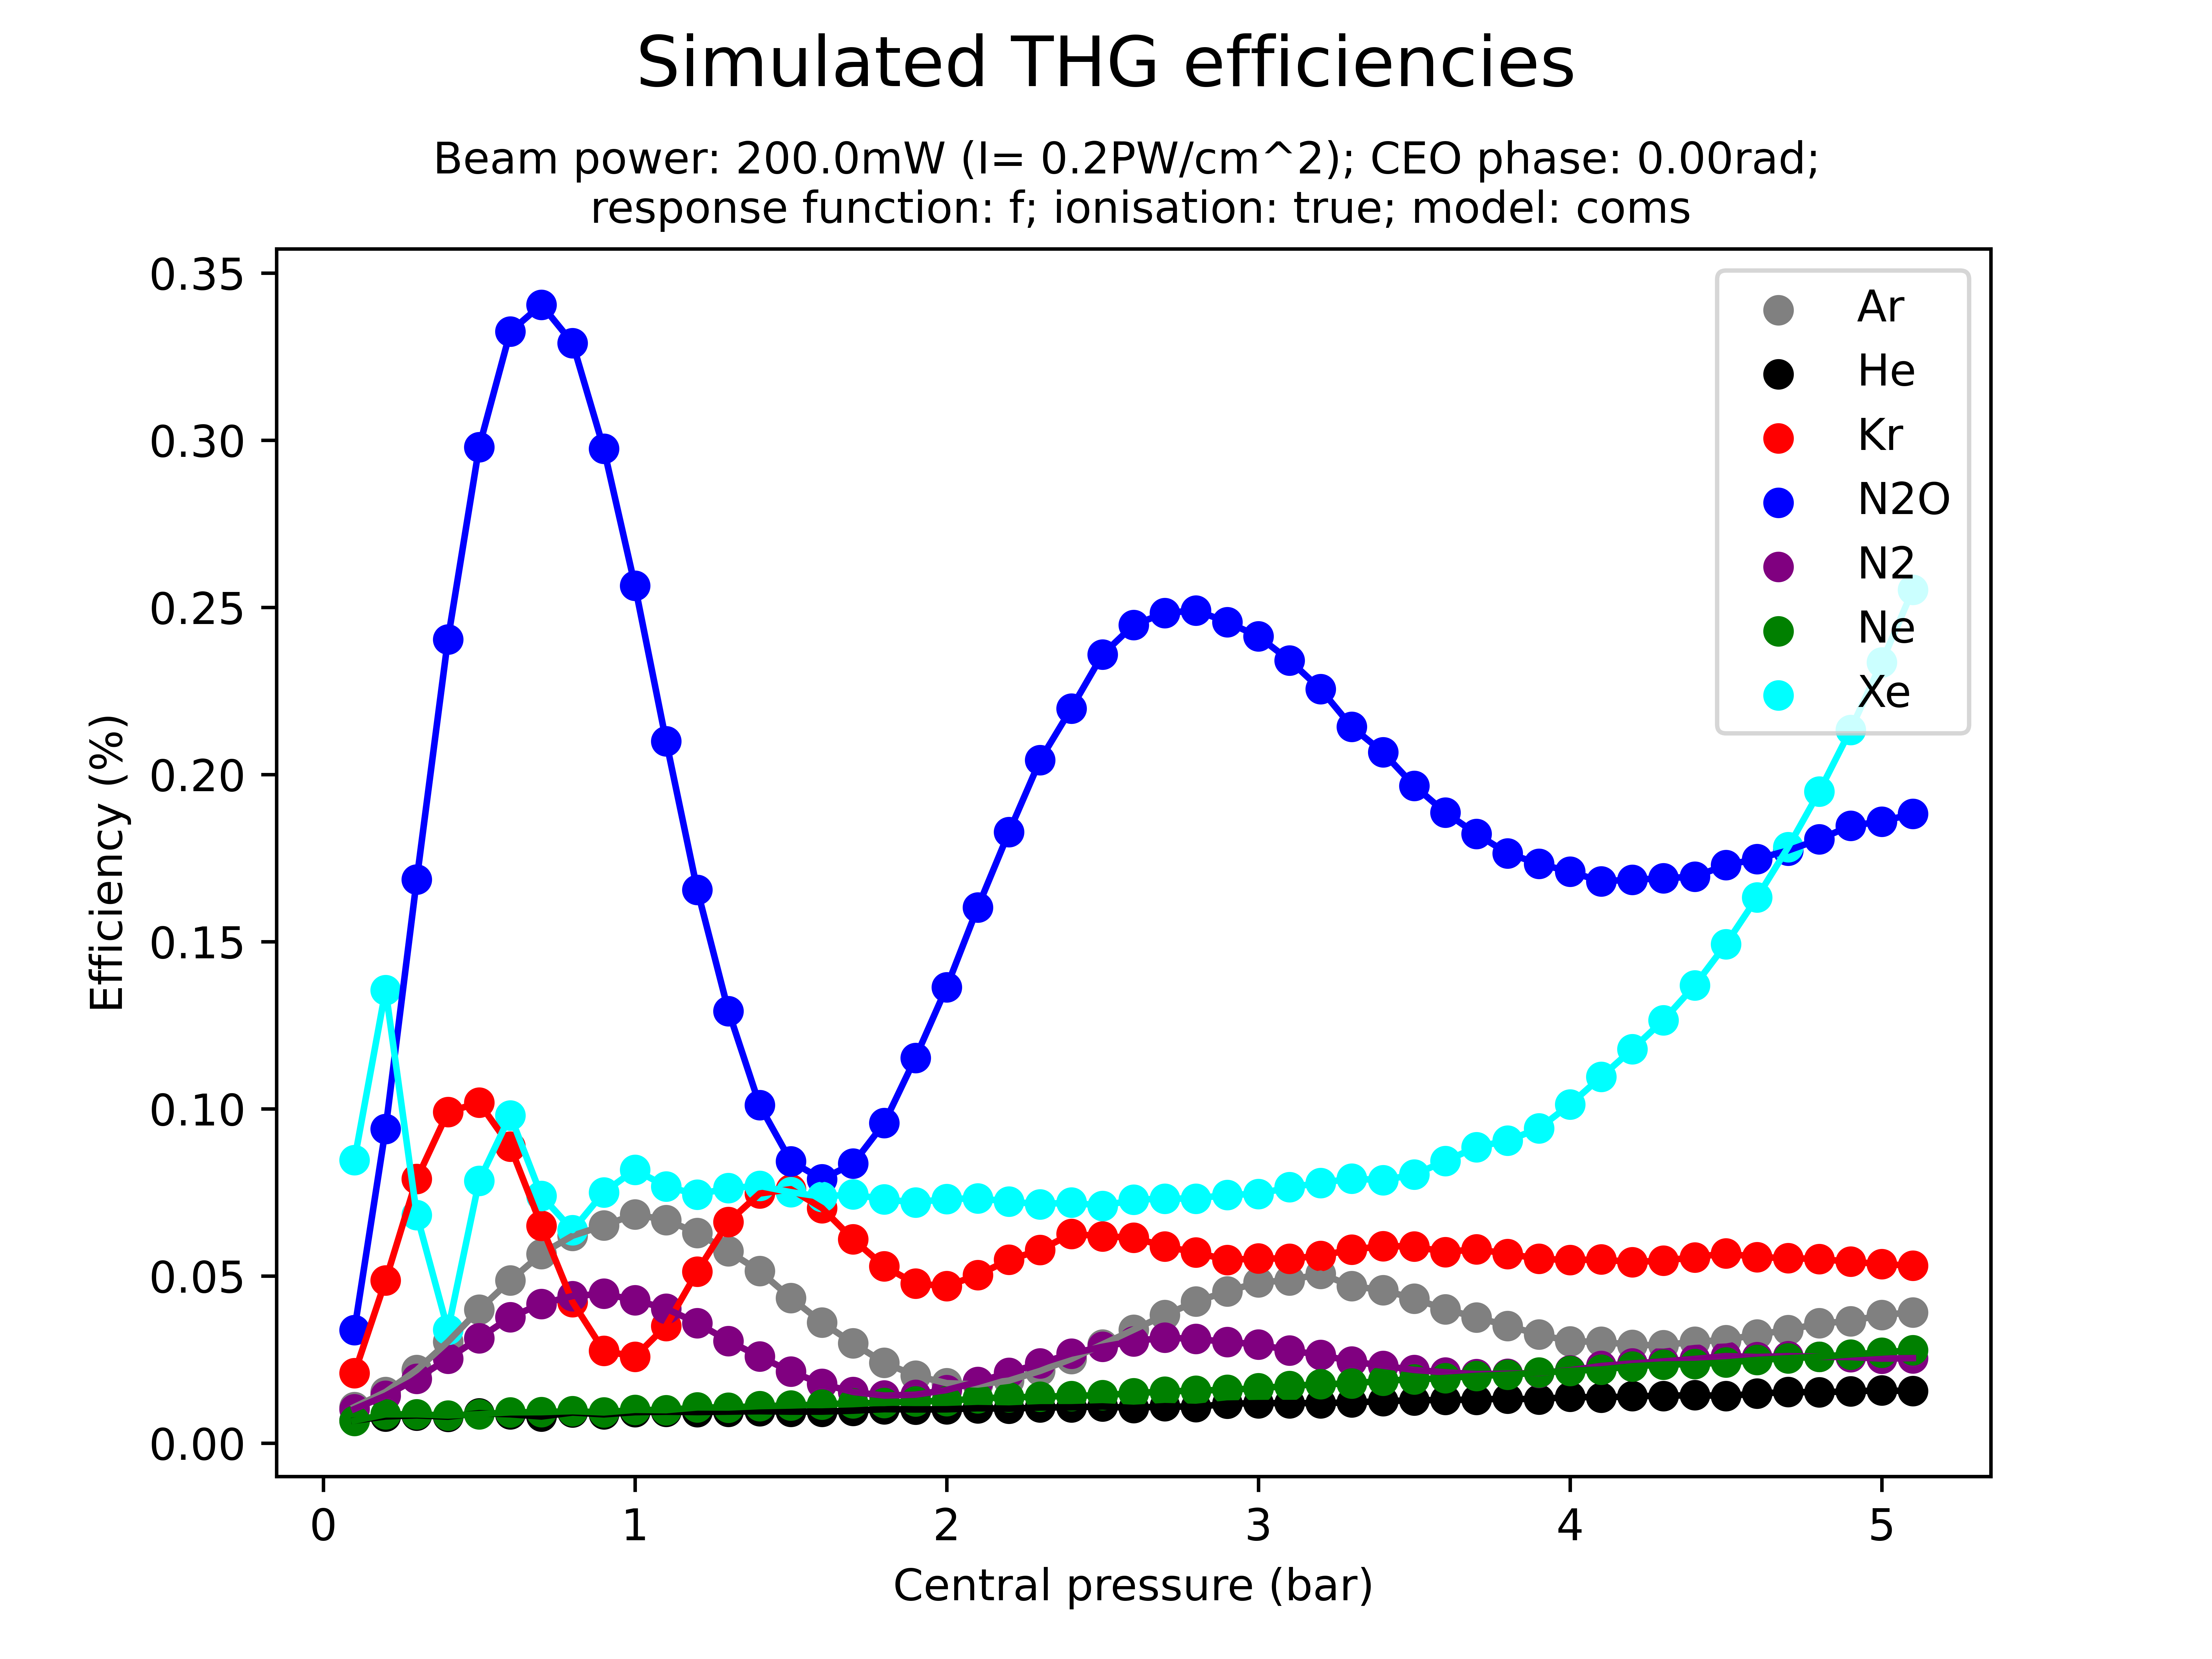 Simulated THG efficiencies
Beam power: 200.0mW (I= 0.2PW/cm^2); CEO phase: 0.00rad;
response function: f; ionisation: true; model: coms
0.35
0.30
0.25
0.20
0.15
0.10
0.05
0.00
Efficiency (%)
Ar
He
Kr
N2O
N2
Ne
Xe
0 1 2 3 4 5
Central pressure (bar)